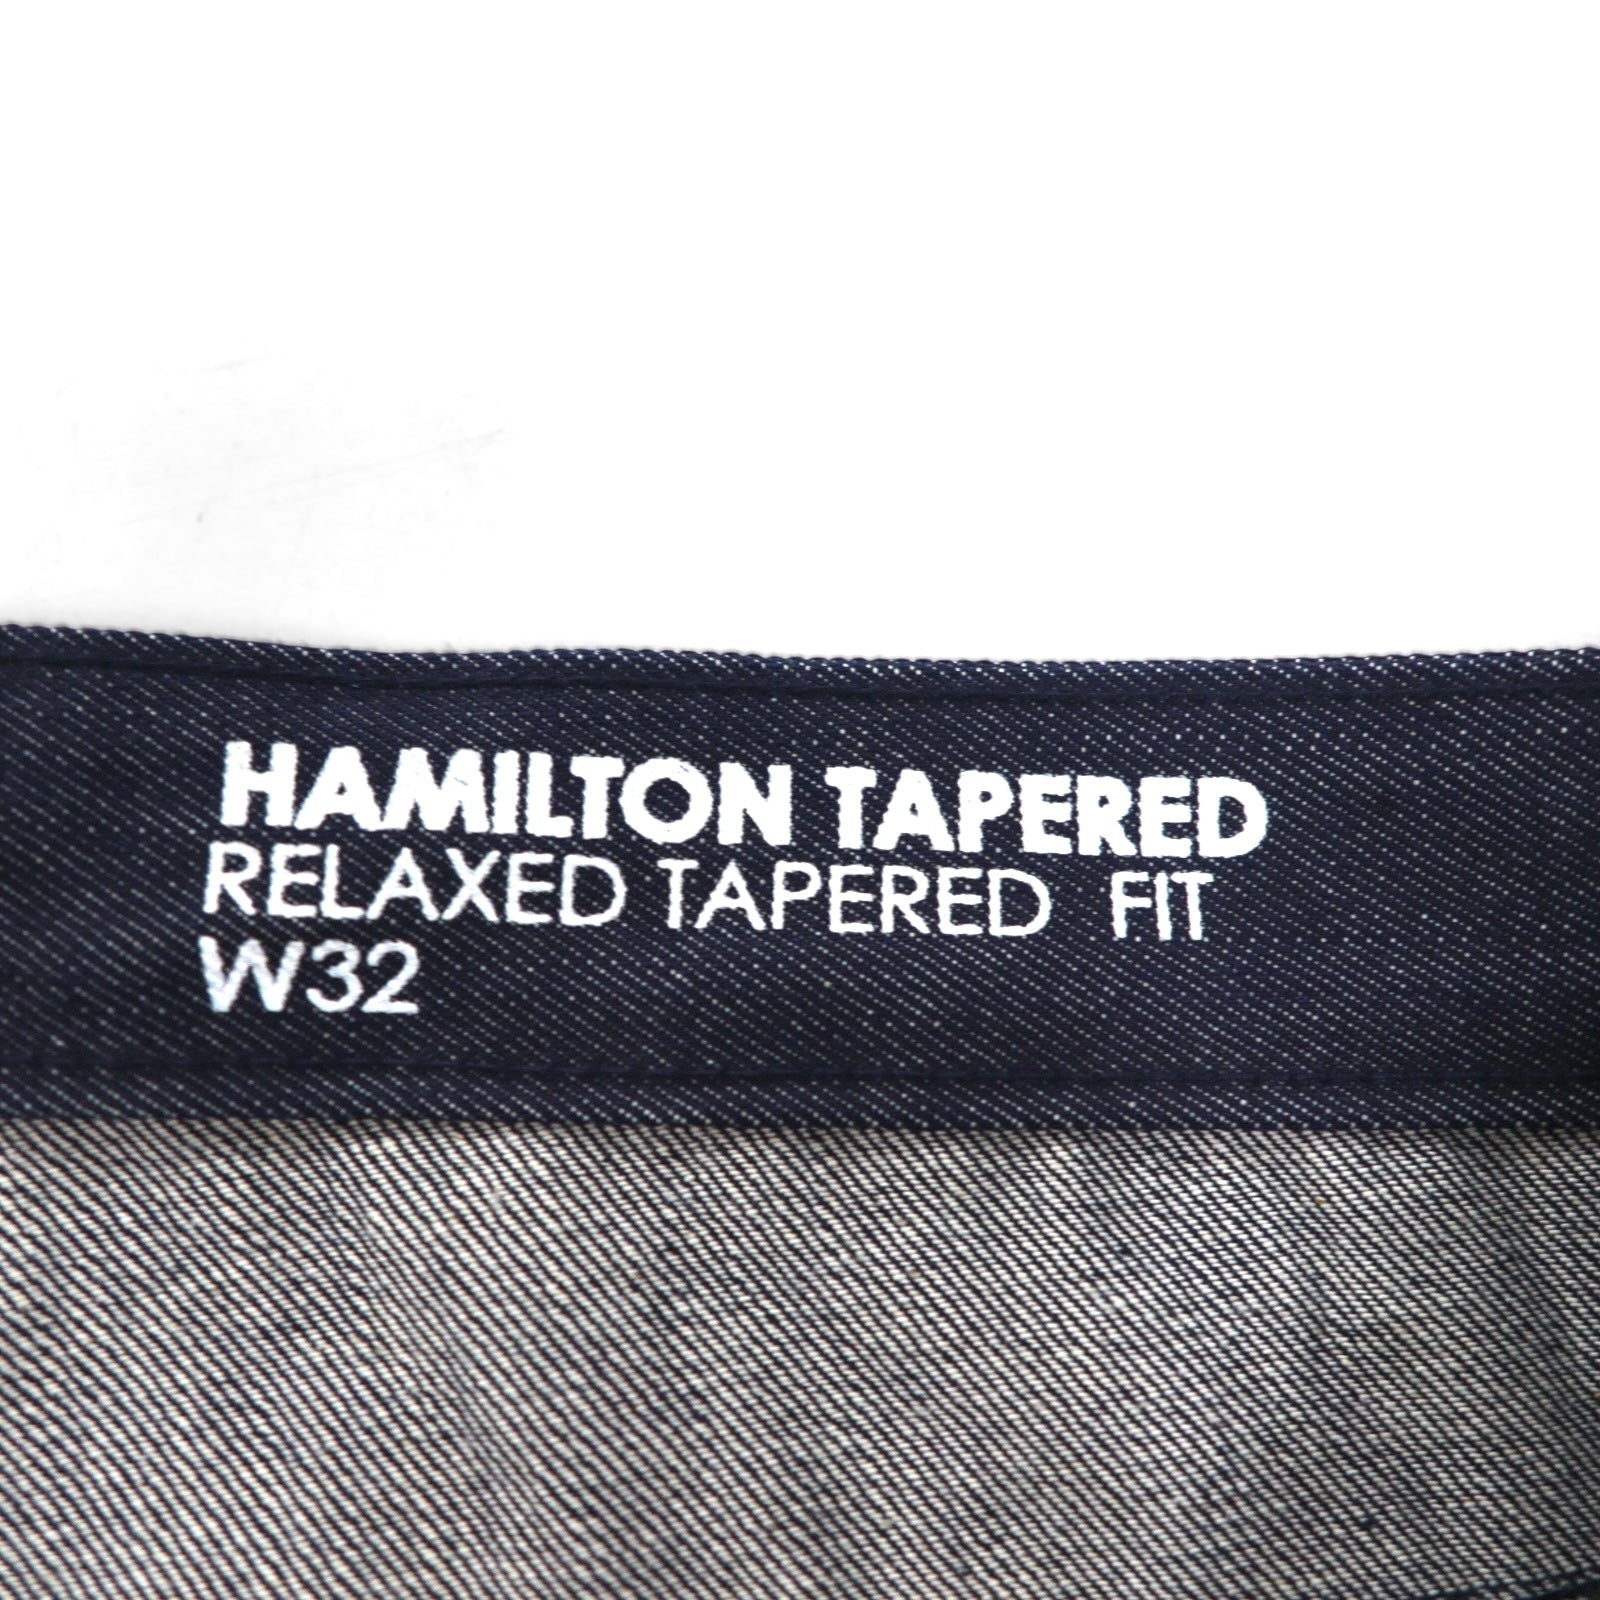 HAMILTON TAPERED
RELAXED TAPERED FIT
W32